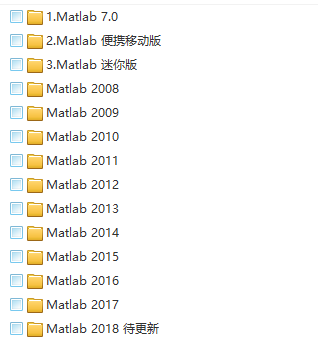 1.Matlab 7.0
2.Matlab 便携移动版
3.Matlab 迷你版
Matlab 2008
Matlab 2009
Matlab 2010
Matlab 2011
Matlab 2012
Matlab 2013
Matlab 2014
Matlab 2015
Matlab 2016
Matlab 2017
Matlab 2018 待更新